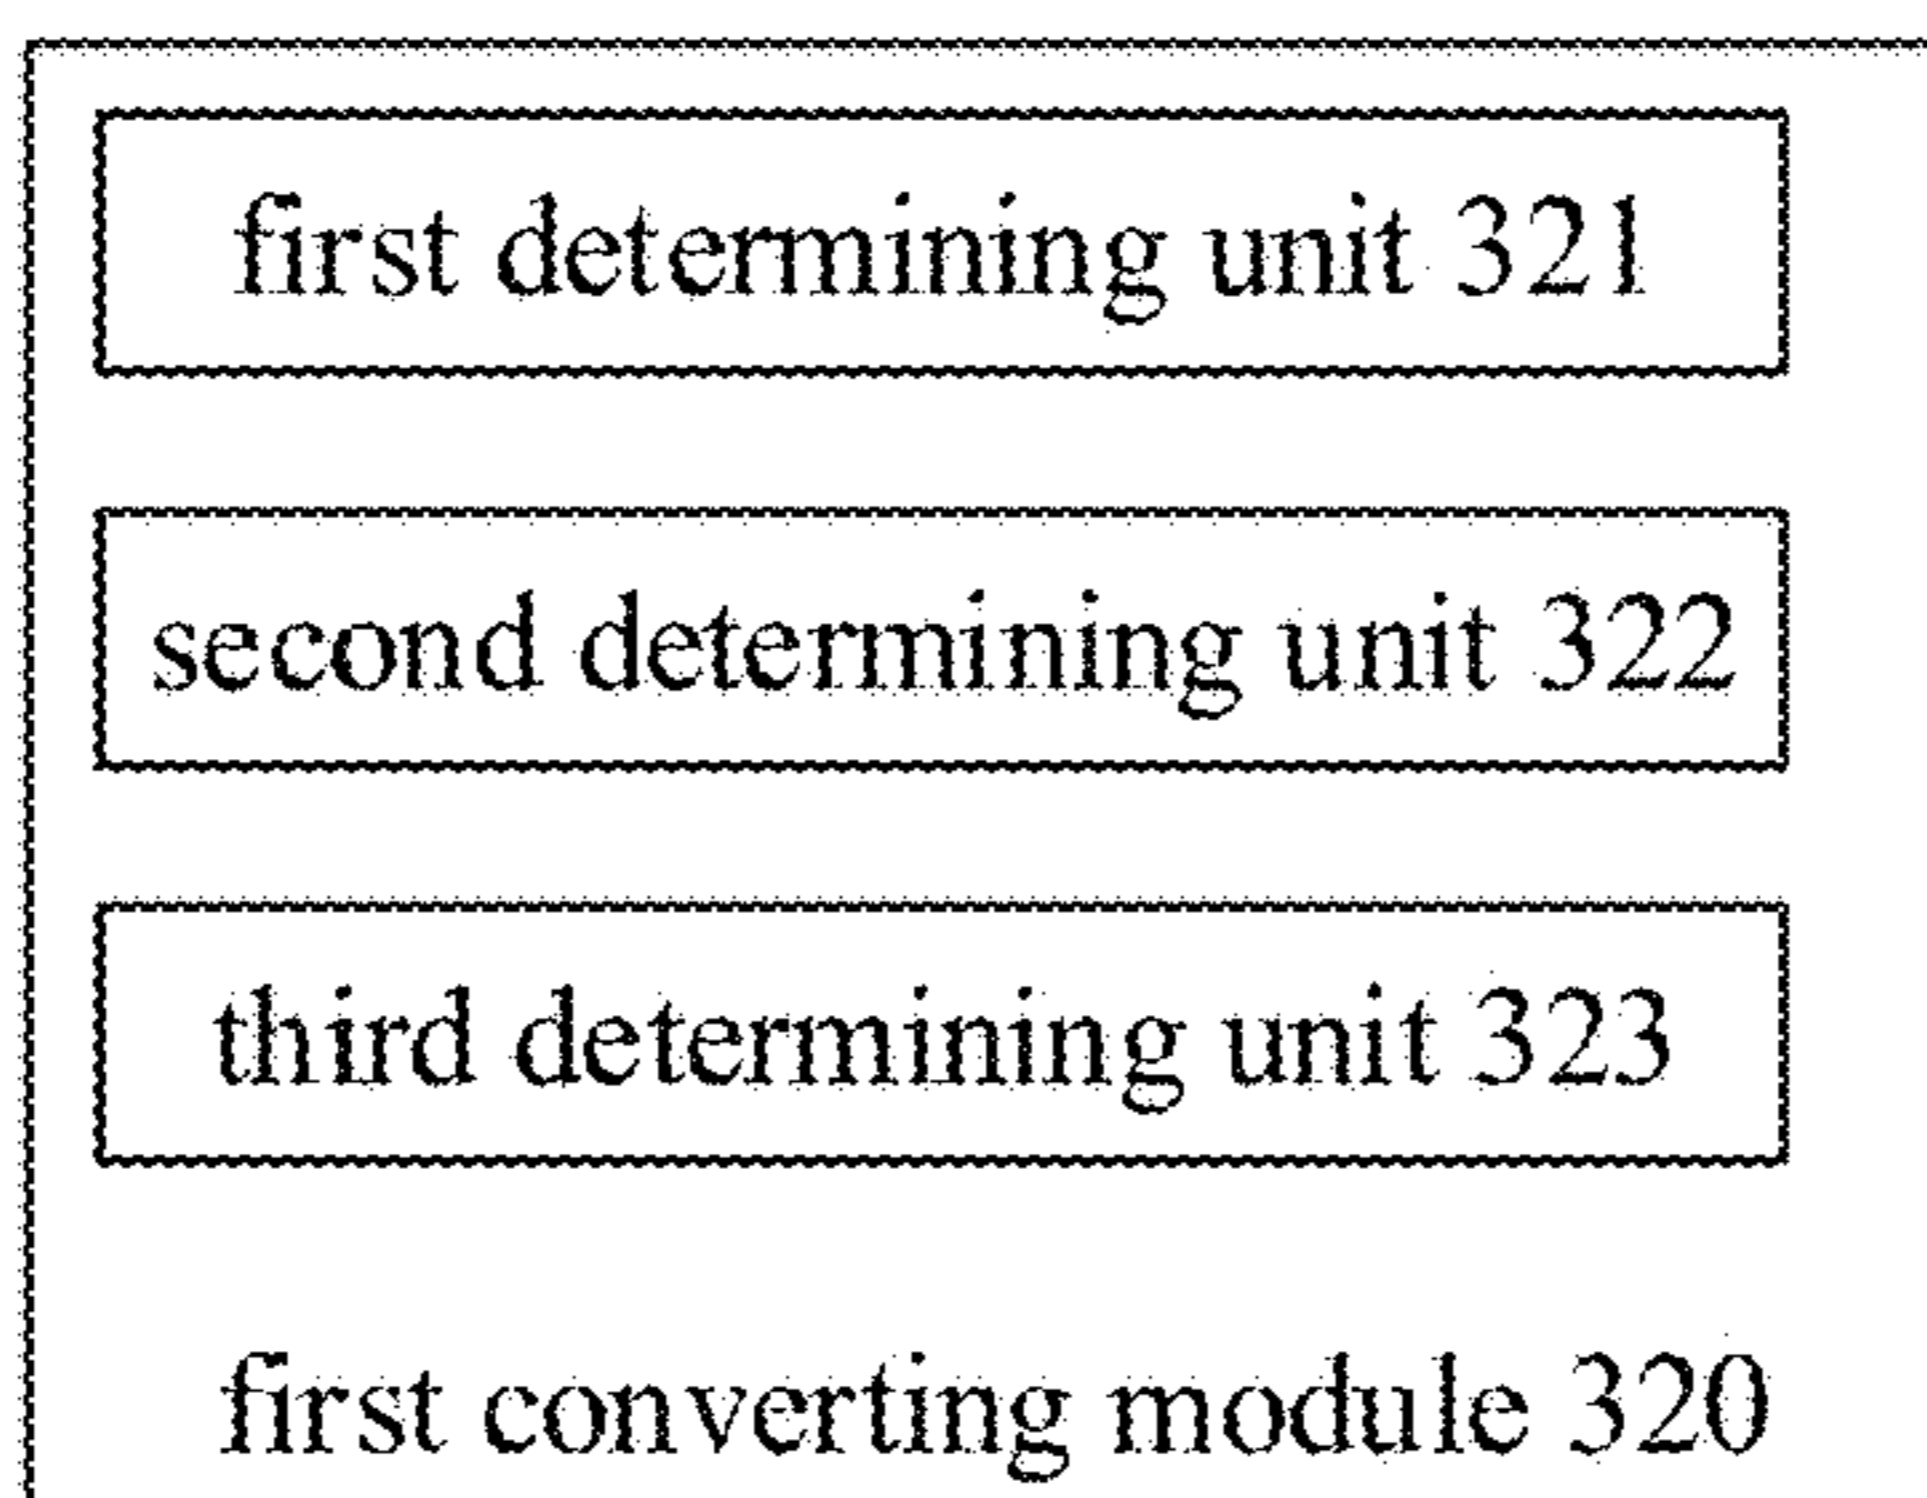 first determining unit 321
second determining unit 322
third determining unit 323
first converting module 320